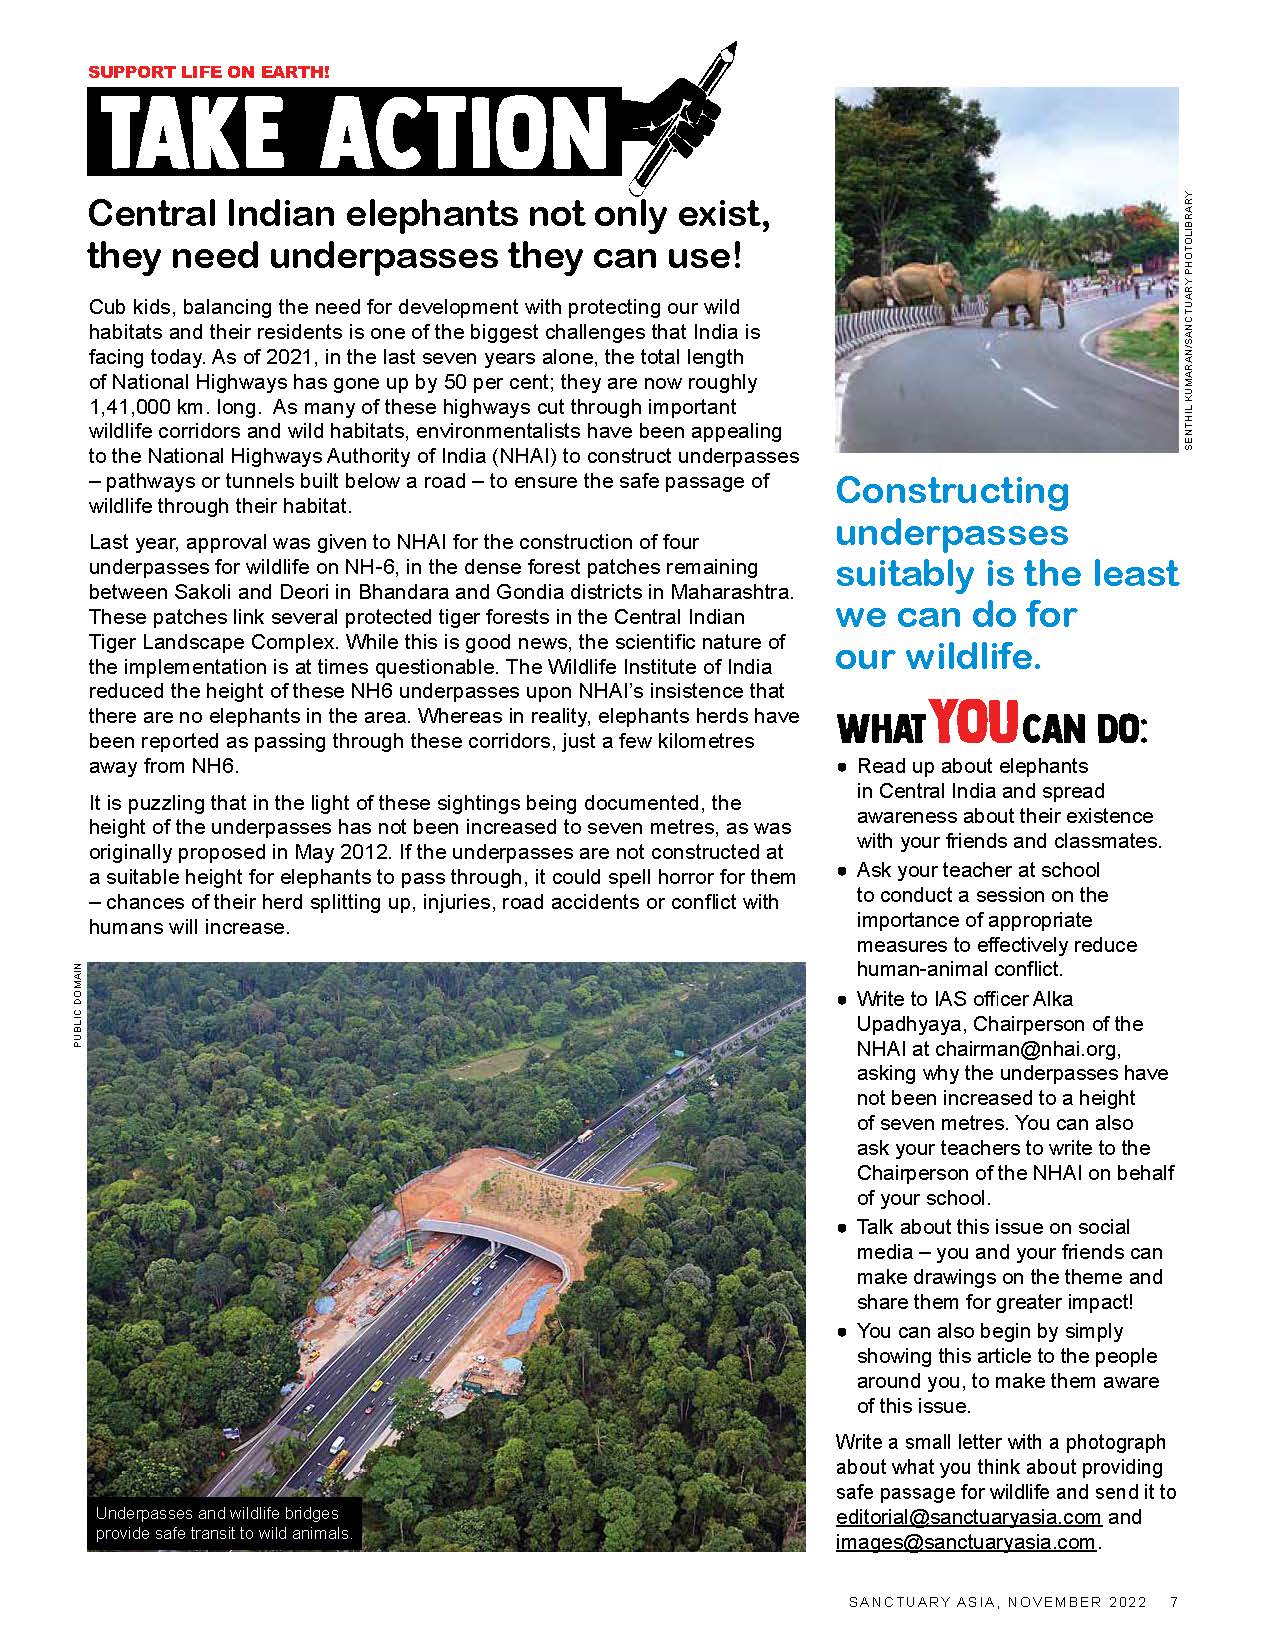 SUPPORT LIFE ON EARTH!
TAKE ACTION
Central Indian elephants not only exist,
they need underpasses they can use!
Cub kids, balancing the need for development with protecting our wild
habitats and their residents is one of the biggest challenges that India is
facing today. As of 2021, in the last seven years alone, the total length
of National Highways has gone up by 50 per cent; they are now roughly
1,41,000 km. long.  As many of these highways cut through important
wildlife corridors and wild habitats, environmentalists have been appealing
to the National Highways Authority of India (NHAI) to construct underpasses
– pathways or tunnels built below a road – to ensure the safe passage of
wildlife through their habitat.
Last year, approval was given to NHAI for the construction of four
underpasses for wildlife on NH-6, in the dense forest patches remaining
between Sakoli and Deori in Bhandara and Gondia districts in Maharashtra.
These patches link several protected tiger forests in the Central Indian
Tiger Landscape Complex. While this is good news, the scientific nature of
the implementation is at times questionable. The Wildlife Institute of India
reduced the height of these NH6 underpasses upon NHAI’s insistence that
there are no elephants in the area. Whereas in reality, elephants herds have
been reported as passing through these corridors, just a few kilometres
away from NH6.
It is puzzling that in the light of these sightings being documented, the
height of the underpasses has not been increased to seven metres, as was
originally proposed in May 2012. If the underpasses are not constructed at
a suitable height for elephants to pass through, it could spell horror for them
– chances of their herd splitting up, injuries, road accidents or conflict with
humans will increase.
PUBLIC DOMAIN
Underpasses and wildlife bridges
provide safe transit to wild animals.
SENTHIL KUMARAN/SANCTUARY PHOTOLIBRARY
Constructing
underpasses
suitably is the least
we can do for
our wildlife.
WHAT YOU CAN DO:
● Read up about elephants
in Central India and spread
awareness about their existence
with your friends and classmates.
● Ask your teacher at school
to conduct a session on the
importance of appropriate
measures to effectively reduce
human-animal conflict.
● Write to IAS officer Alka
Upadhyaya, Chairperson of the
NHAI at chairman@nhai.org,
asking why the underpasses have
not been increased to a height
of seven metres. You can also
ask your teachers to write to the
Chairperson of the NHAI on behalf
of your school.
● Talk about this issue on social
media – you and your friends can
make drawings on the theme and
share them for greater impact!
● You can also begin by simply
showing this article to the people
around you, to make them aware
of this issue.
Write a small letter with a photograph
about what you think about providing
safe passage for wildlife and send it to
editorial@sanctuaryasia.com and
images@sanctuaryasia.com.
SANCTUARY ASIA, NOVEMBER 2022 7